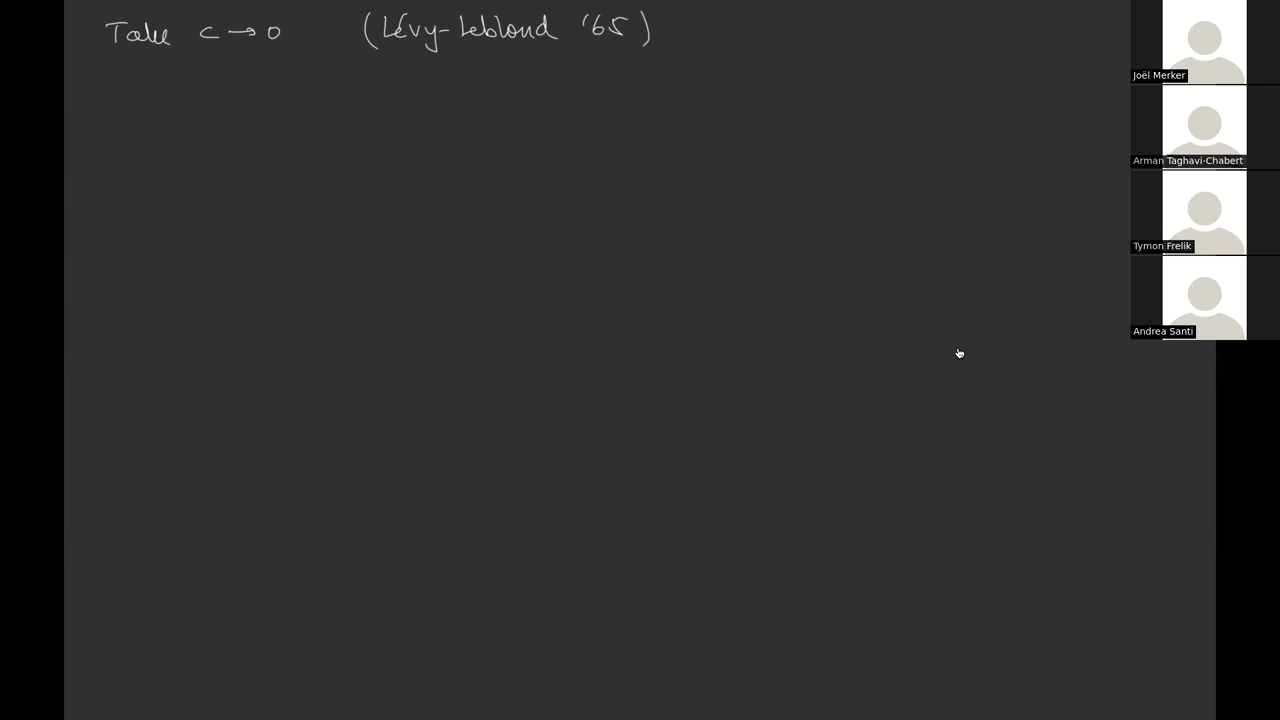 Take c → 0 (Lévy-Leblond '65)
Joël Merker
Arman Taghavi-Chabert
Tymon Frelik
Andrea Santi